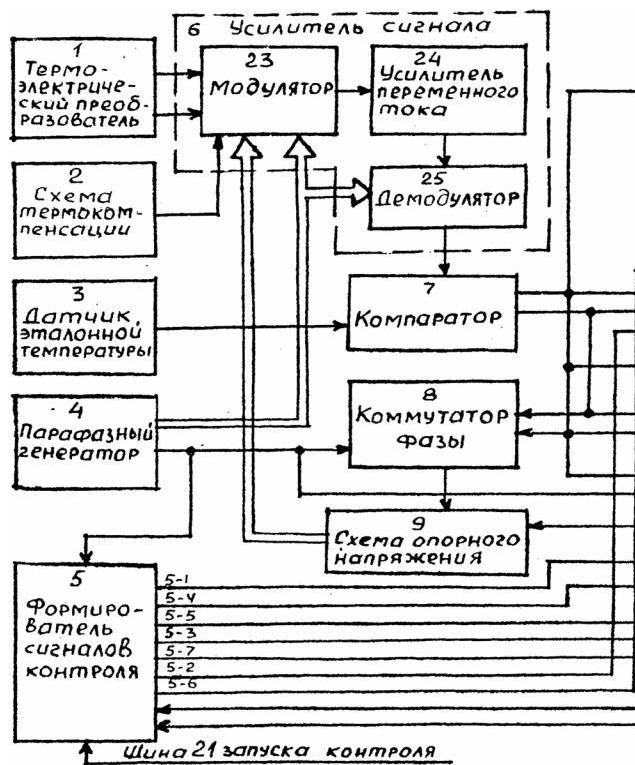 6 Усилитель сигнала
1
Термо-
электричес-
кий преоб-
разователь
23
Модулятор
24
Усилитель
переменного
тока
2
Схема
термоком-
пенсации
25
Демодулятор
3
Датчик
эталонной
температуры
7
Компаратор
4
Парафазный
генератор
8
Коммутатор
фазы
9
Схема опорного
напряжения
5
Формиро-
ватель
сигналов
контроля
5-1
5-4
5-5
5-3
5-7
5-2
5-6
Шина 21 запуска контроля